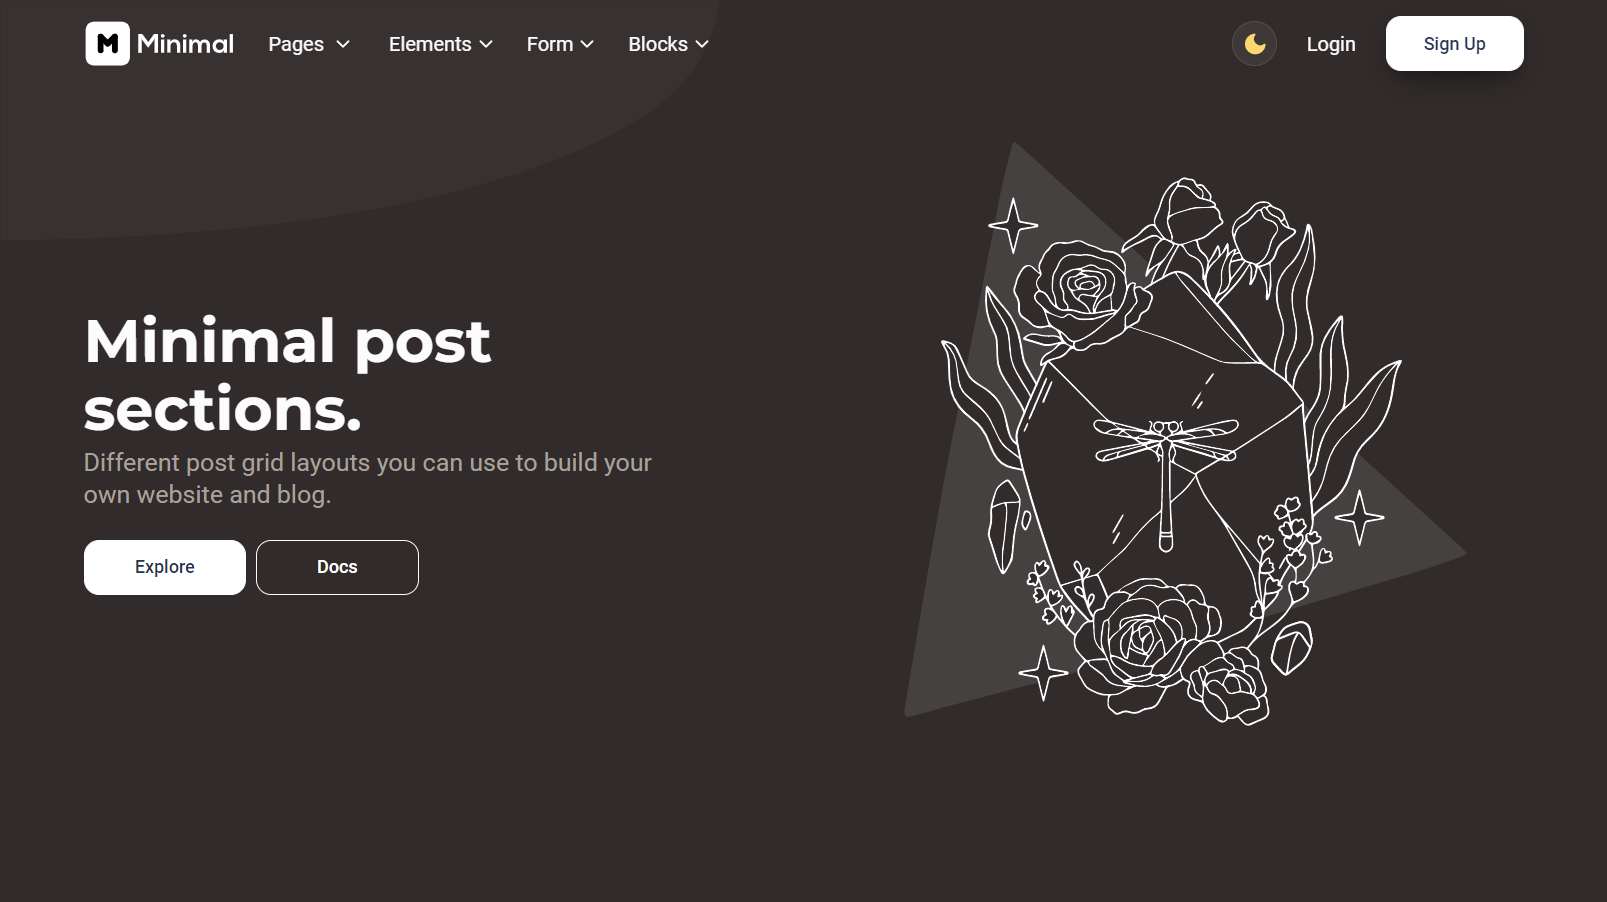 Minimal
Pages
Elements
Form
Blocks
Login
Sign Up
Minimal post
sections.
Different post grid layouts you can use to build your
own website and blog.
Explore
Docs